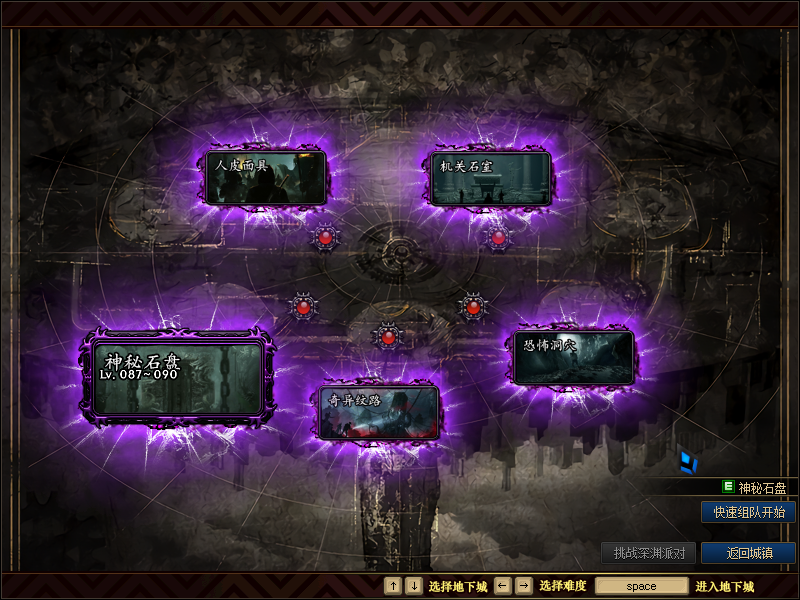 人皮面具
机关石室
神秘石盘
Lv. 087~090
恐怖洞穴
奇异纹路
E 神秘石盘
快速组队开始
挑战深渊派对
返回城镇
↑ ↓ 选择地下城 ← → 选择难度 space 进入地下城